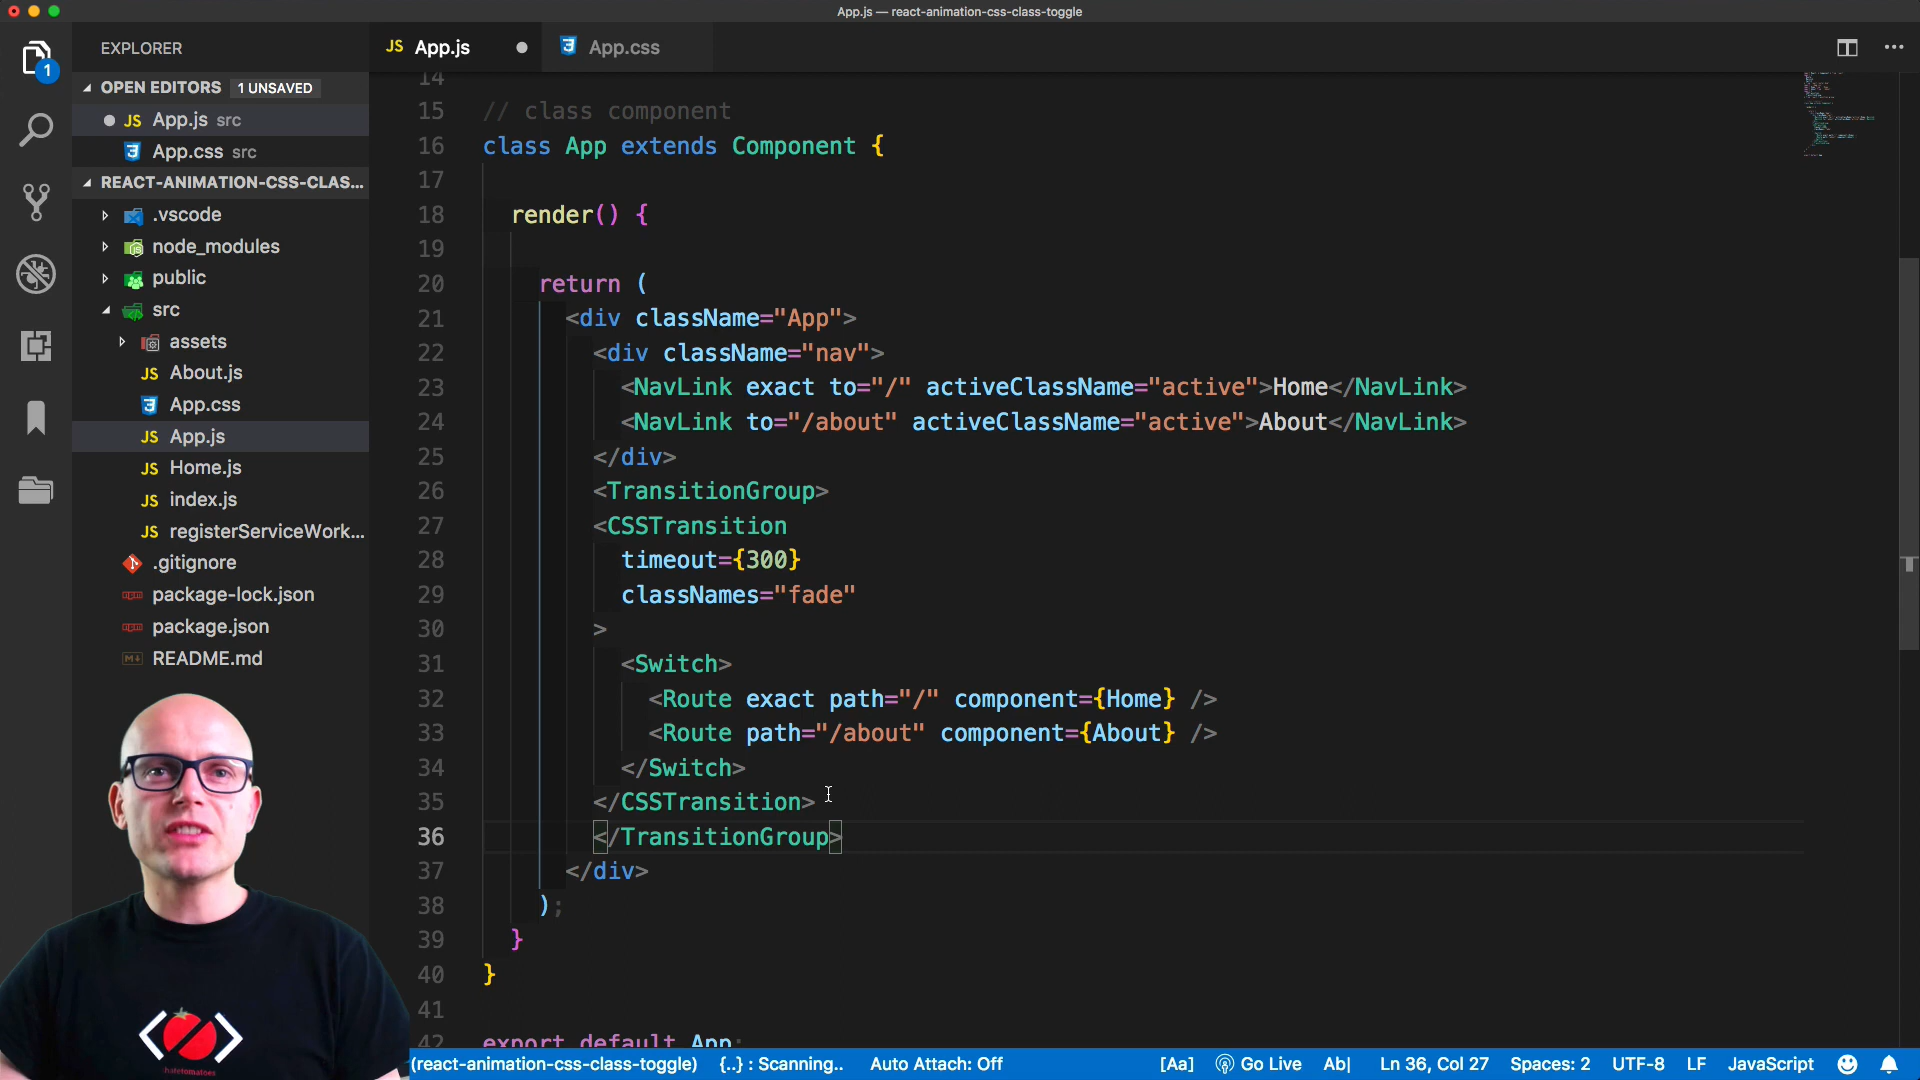 App.js — react-animation-css-class-toggle
EXPLORER
OPEN EDITORS 1 UNSAVED
JS App.js src
App.css src
REACT-ANIMATION-CSS-CLAS...
.vscode
node_modules
public
src
assets
JS About.js
App.css
JS App.js
JS Home.js
JS index.js
JS registerServiceWork...
.gitignore
package-lock.json
package.json
README.md
1
JS App.js
App.css
14
15 // class component
16 class App extends Component {
17
18 render() {
19
20 return (
21 <div className="App">
22 <div className="nav">
23 <NavLink exact to="/" activeClassName="active">Home</NavLink>
24 <NavLink to="/about" activeClassName="active">About</NavLink>
25 </div>
26 <TransitionGroup>
27 <CSSTransition
28 timeout={300}
29 classNames="fade"
30 >
31 <Switch>
32 <Route exact path="/" component={Home} />
33 <Route path="/about" component={About} />
34 </Switch>
35 </CSSTransition>
36 </TransitionGroup>
37 </div>
38 );
39 }
40 }
41
42 export default App;
(react-animation-css-class-toggle) {..} : Scanning.. Auto Attach: Off [Aa] Go Live Ab| Ln 36, Col 27 Spaces: 2 UTF-8 LF JavaScript